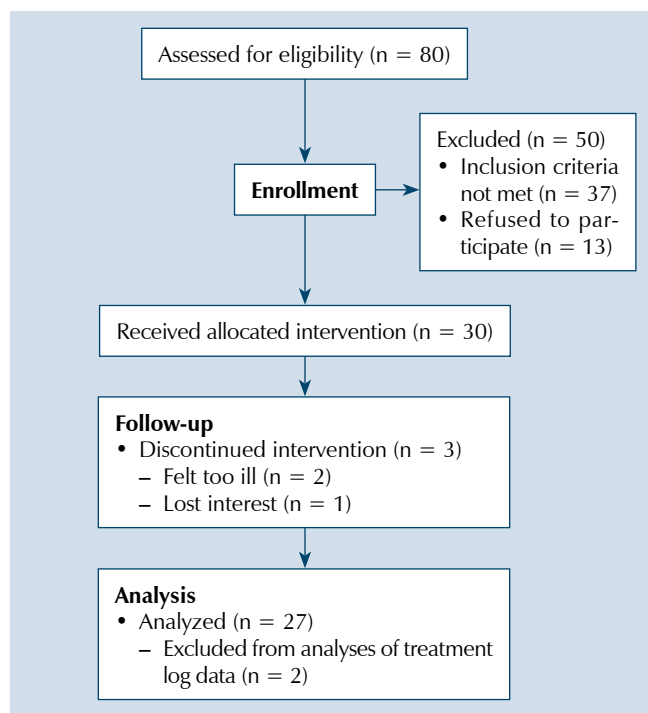 Assessed for eligibility (n = 80)
Enrollment
Excluded (n = 50)
• Inclusion criteria
not met (n = 37)
• Refused to par-
ticipate (n = 13)
Received allocated intervention (n = 30)
Follow-up
• Discontinued intervention (n = 3)
– Felt too ill (n = 2)
– Lost interest (n = 1)
Analysis
• Analyzed (n = 27)
– Excluded from analyses of treatment
log data (n = 2)